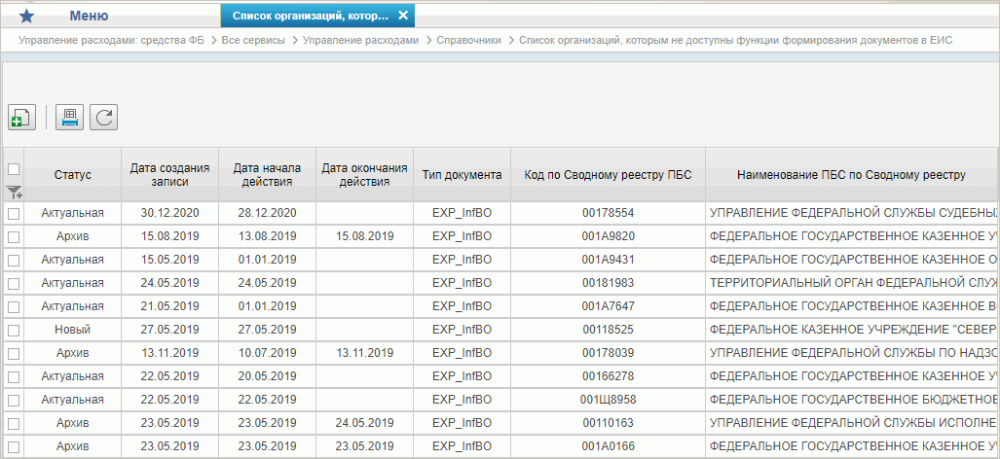 Меню Список организаций, котор...
Управление расходами: средства ФБ Все сервисы Управление расходами Справочники Список организаций, которым не доступны функции формирования документов в ЕИС
Статус Дата создания записи Дата начала действия Дата окончания действия Тип документа Код по Сводному реестру ПБС Наименование ПБС по Сводному реестру
Актуальная 30.12.2020 28.12.2020 EXP_InfBO 00178554 УПРАВЛЕНИЕ ФЕДЕРАЛЬНОЙ СЛУЖБЫ СУДЕБНЫ
Архив 15.08.2019 13.08.2019 15.08.2019 EXP_InfBO 001А9820 ФЕДЕРАЛЬНОЕ ГОСУДАРСТВЕННОЕ КАЗЕННОЕ У
Актуальная 15.05.2019 01.01.2019 EXP_InfBO 001А9431 ФЕДЕРАЛЬНОЕ ГОСУДАРСТВЕННОЕ КАЗЕННОЕ О
Актуальная 24.05.2019 24.05.2019 EXP_InfBO 00181983 ТЕРРИТОРИАЛЬНЫЙ ОРГАН ФЕДЕРАЛЬНОЙ СЛУЖ
Актуальная 21.05.2019 01.01.2019 EXP_InfBO 001А7647 ФЕДЕРАЛЬНОЕ ГОСУДАРСТВЕННОЕ КАЗЕННОЕ В
Новый 27.05.2019 27.05.2019 EXP_InfBO 00118525 ФЕДЕРАЛЬНОЕ КАЗЕННОЕ УЧРЕЖДЕНИЕ "СЕВЕР
Архив 13.11.2019 10.07.2019 13.11.2019 EXP_InfBO 00178039 УПРАВЛЕНИЕ ФЕДЕРАЛЬНОЙ СЛУЖБЫ ПО НАДЗО
Актуальная 22.05.2019 20.05.2019 EXP_InfBO 00166278 ФЕДЕРАЛЬНОЕ ГОСУДАРСТВЕННОЕ КАЗЕННОЕ У
Актуальная 22.05.2019 22.05.2019 EXP_InfBO 001Щ8958 ФЕДЕРАЛЬНОЕ ГОСУДАРСТВЕННОЕ БЮДЖЕТНОЕ
Архив 23.05.2019 23.05.2019 24.05.2019 EXP_InfBO 00110163 УПРАВЛЕНИЕ ФЕДЕРАЛЬНОЙ СЛУЖБЫ ИСПОЛНЕ
Архив 23.05.2019 23.05.2019 23.05.2019 EXP_InfBO 001А0166 ФЕДЕРАЛЬНОЕ ГОСУДАРСТВЕННОЕ КАЗЕННОЕ У